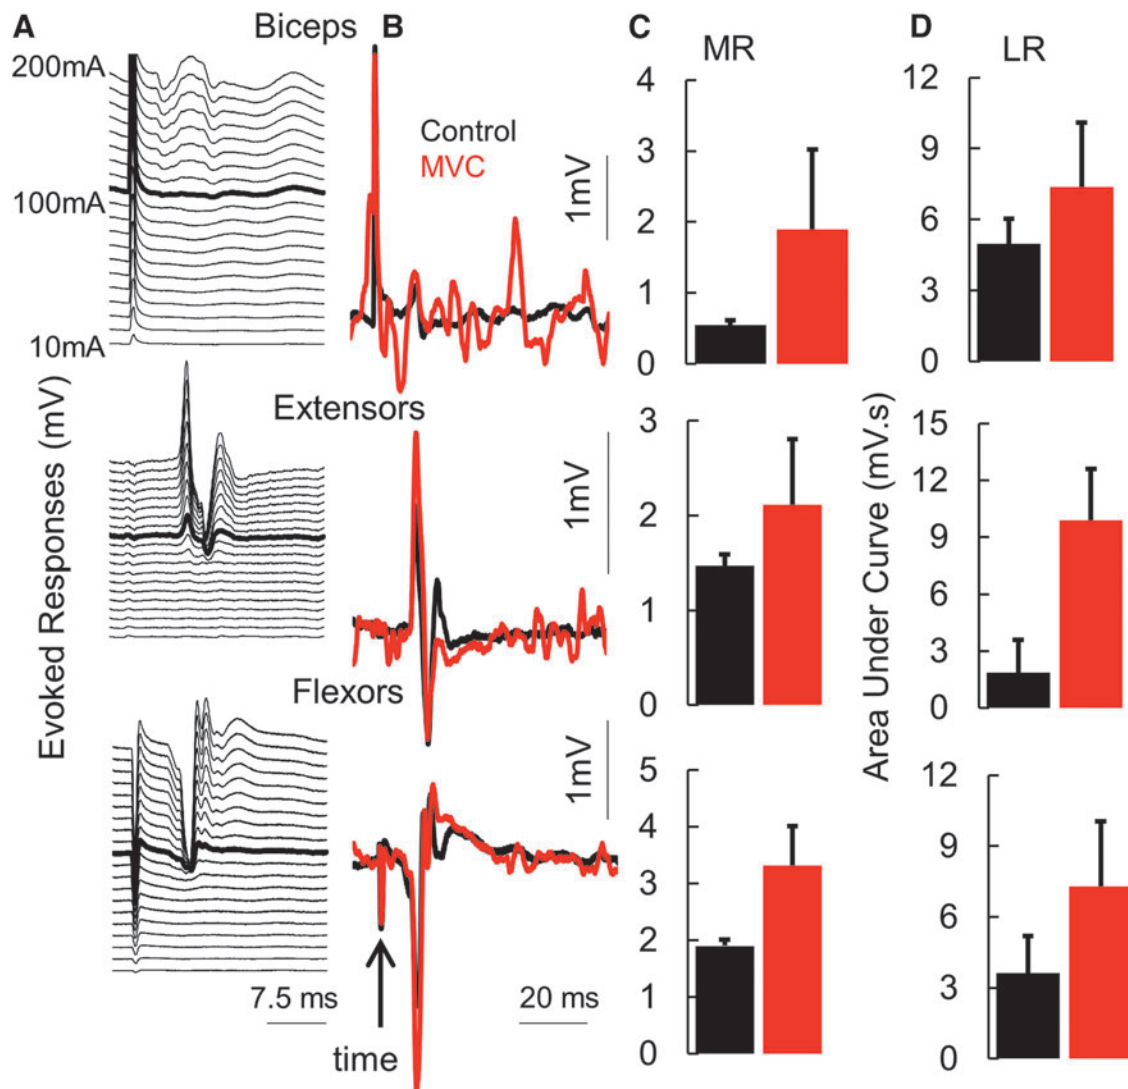 A
Biceps
B
C
MR
D
LR
200mA
100mA
10mA
Control
MVC
1mV
4
3
2
1
0
12
9
6
3
0
Evoked Responses (mV)
Extensors
1mV
3
2
1
0
Area Under Curve (mV.s)
15
12
9
6
3
0
Flexors
1mV
5
4
3
2
1
0
12
9
6
3
0
7.5 ms
time
20 ms